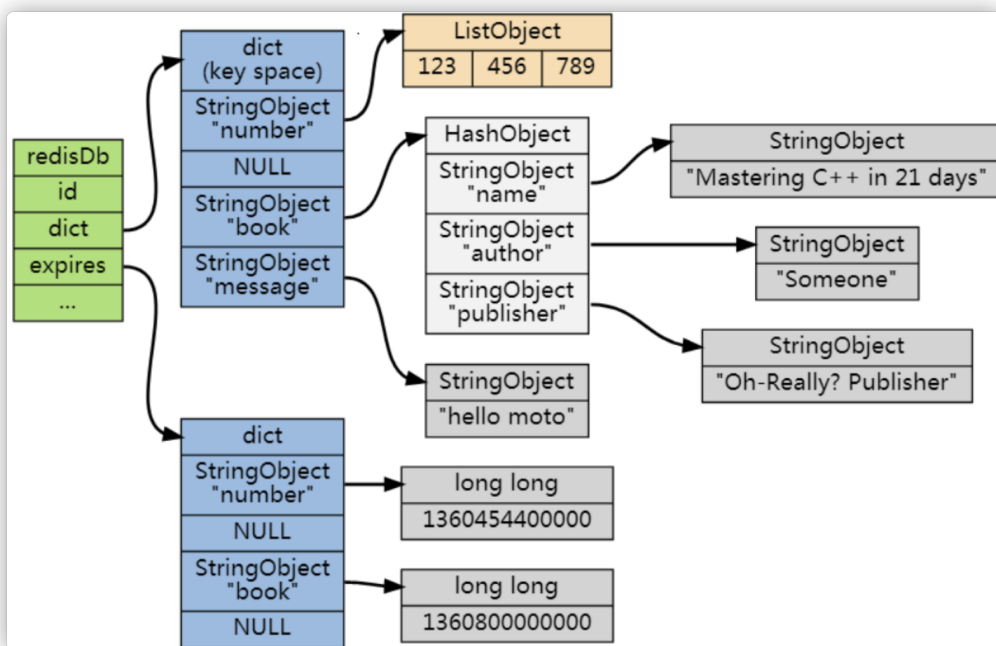 redisDb
id
dict
expires
...
dict
(key space)
StringObject
"number"
NULL
StringObject
"book"
StringObject
"message"
ListObject
123 456 789
HashObject
StringObject
"name"
StringObject
"author"
StringObject
"publisher"
StringObject
"Mastering C++ in 21 days"
StringObject
"Someone"
StringObject
"Oh-Really? Publisher"
StringObject
"hello moto"
dict
StringObject
"number"
NULL
StringObject
"book"
NULL
long long
1360454400000
long long
1360800000000